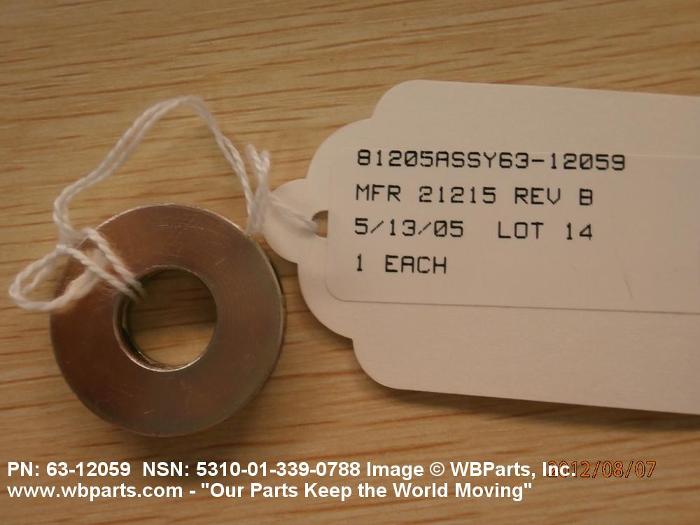 81205ASSY63-12059
MFR 21215 REV B
5/13/05 LOT 14
1 EACH
PN: 63-12059 NSN: 5310-01-339-0788 Image © WBParts, Inc.
2012/08/07
www.wbparts.com - "Our Parts Keep the World Moving"